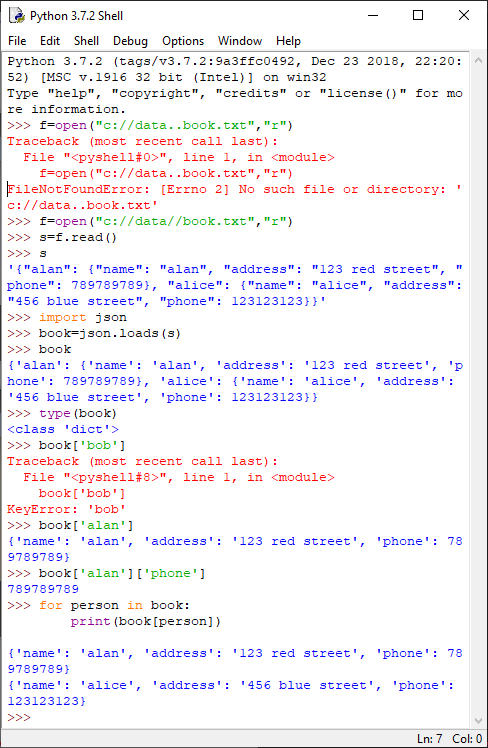 Python 3.7.2 Shell
File Edit Shell Debug Options Window Help
Python 3.7.2 (tags/v3.7.2:9a3ffc0492, Dec 23 2018, 22:20:
52) [MSC v.1916 32 bit (Intel)] on win32
Type "help", "copyright", "credits" or "license()" for mo
re information.
>>> f=open("c://data..book.txt","r")
Traceback (most recent call last):
  File "<pyshell#0>", line 1, in <module>
    f=open("c://data..book.txt","r")
FileNotFoundError: [Errno 2] No such file or directory: '
c://data..book.txt'
>>> f=open("c://data//book.txt","r")
>>> s=f.read()
>>> s
'{"alan": {"name": "alan", "address": "123 red street", "
phone": 789789789}, "alice": {"name": "alice", "address":
"456 blue street", "phone": 123123123}}'
>>> import json
>>> book=json.loads(s)
>>> book
{'alan': {'name': 'alan', 'address': '123 red street', 'p
hone': 789789789}, 'alice': {'name': 'alice', 'address':
'456 blue street', 'phone': 123123123}}
>>> type(book)
<class 'dict'>
>>> book['bob']
Traceback (most recent call last):
  File "<pyshell#8>", line 1, in <module>
    book['bob']
KeyError: 'bob'
>>> book['alan']
{'name': 'alan', 'address': '123 red street', 'phone': 78
9789789}
>>> book['alan']['phone']
789789789
>>> for person in book:
        print(book[person])
{'name': 'alan', 'address': '123 red street', 'phone': 78
9789789}
{'name': 'alice', 'address': '456 blue street', 'phone':
123123123}
>>>
Ln: 7 Col: 0